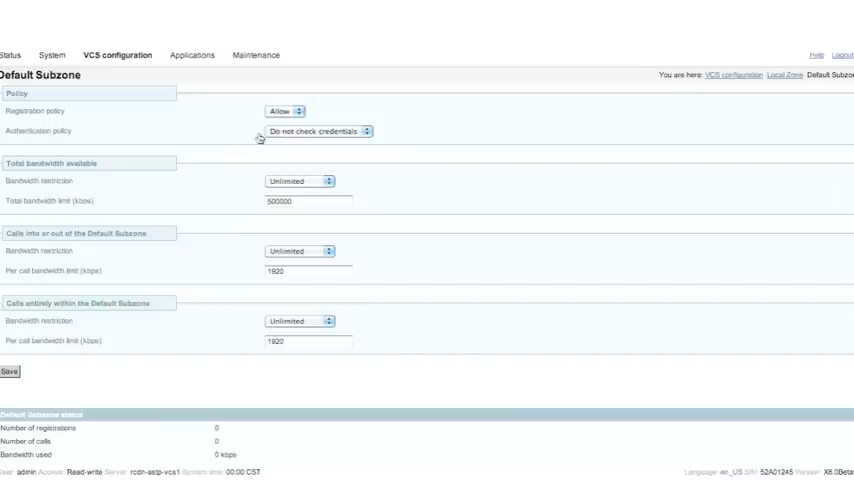 Status System VCS configuration Applications Maintenance Help Logout
Default Subzone You are here: VCS configuration Local Zone Default Subzone
Policy
Registration policy Allow
Authentication policy Do not check credentials
Total bandwidth available
Bandwidth restriction Unlimited
Total bandwidth limit (kbps) 500000
Calls into or out of the Default Subzone
Bandwidth restriction Unlimited
Per call bandwidth limit (kbps) 1920
Calls entirely within the Default Subzone
Bandwidth restriction Unlimited
Per call bandwidth limit (kbps) 1920
Save
Default Subzone status
Number of registrations 0
Number of calls 0
Bandwidth used 0 kbps
User: admin Access: Read-write Server: rcdn-astp-vcs1 System time: 00:00 CST Language: en_US S/N: 52A01245 Version: X6.0Beta